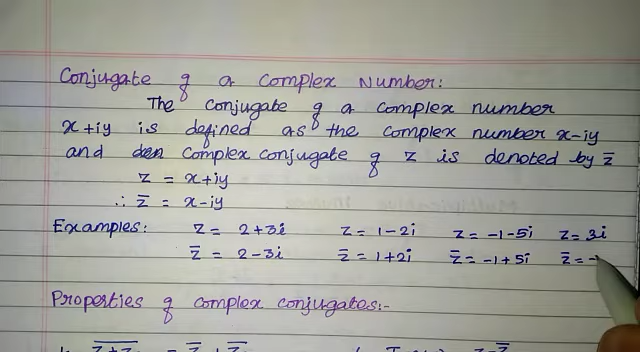 Conjugate of a Complex Number:
The conjugate of a complex number
x+iy is defined as the complex number x-iy
and den Complex conjugate of z is denoted by z̅
z = x+iy
∴ z̅ = x-iy
Examples: z = 2+3i z = 1-2i z = -1-5i z = 3i
z̅ = 2-3i z̅ = 1+2i z̅ = -1+5i z̅ = -
Properties of complex conjugates:-